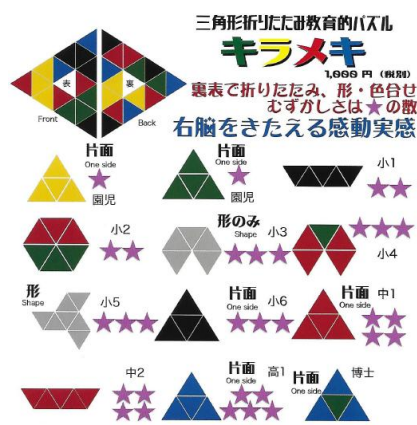 三角形折りたたみ教育的パズル
キラメキ
1,000円(税別)
裏表で折りたたみ、形・色合せ
むずかしさは★の数
右脳をきたえる感動実感
表
裏
Front
Back
片面
One side
園児
片面
One side
園児
小1
小2
形のみ
Shape
小3
小4
形
Shape
小5
片面
One side
小6
片面
One side
中1
中2
片面
One side
高1
片面
One side
博士